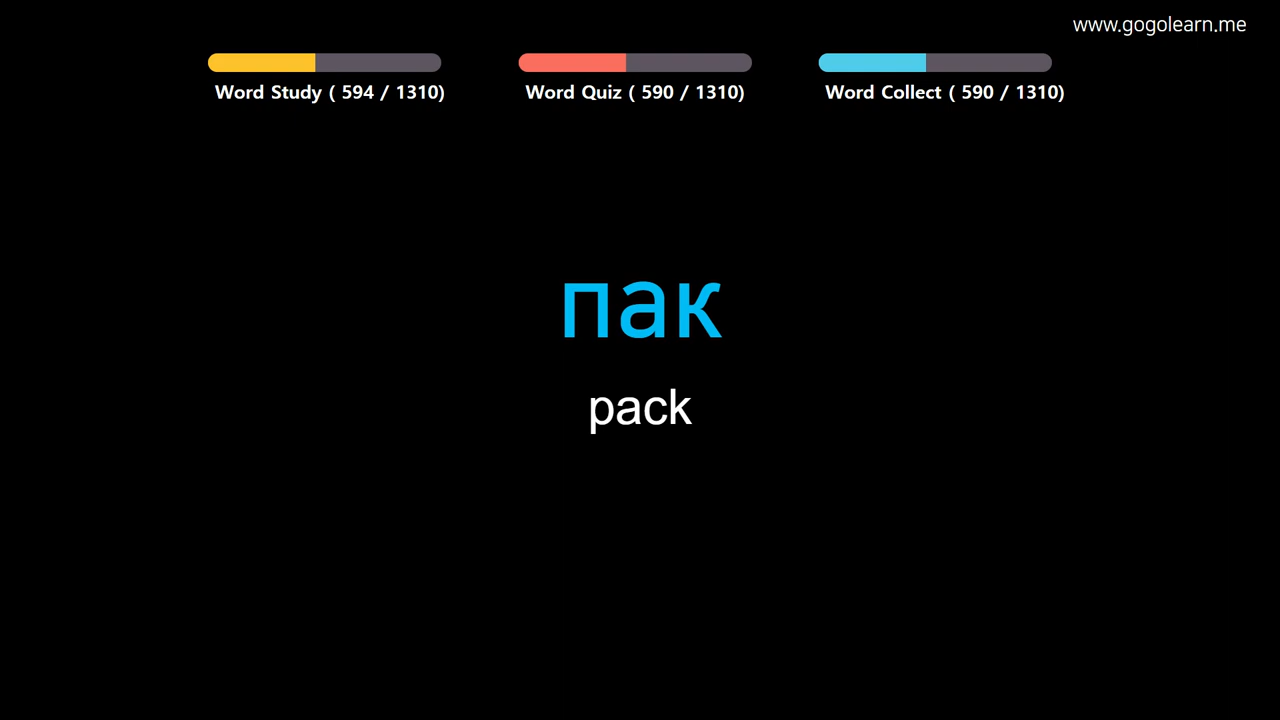 www.gogolearn.me
Word Study ( 594 / 1310)
Word Quiz ( 590 / 1310)
Word Collect ( 590 / 1310)
пак
pack